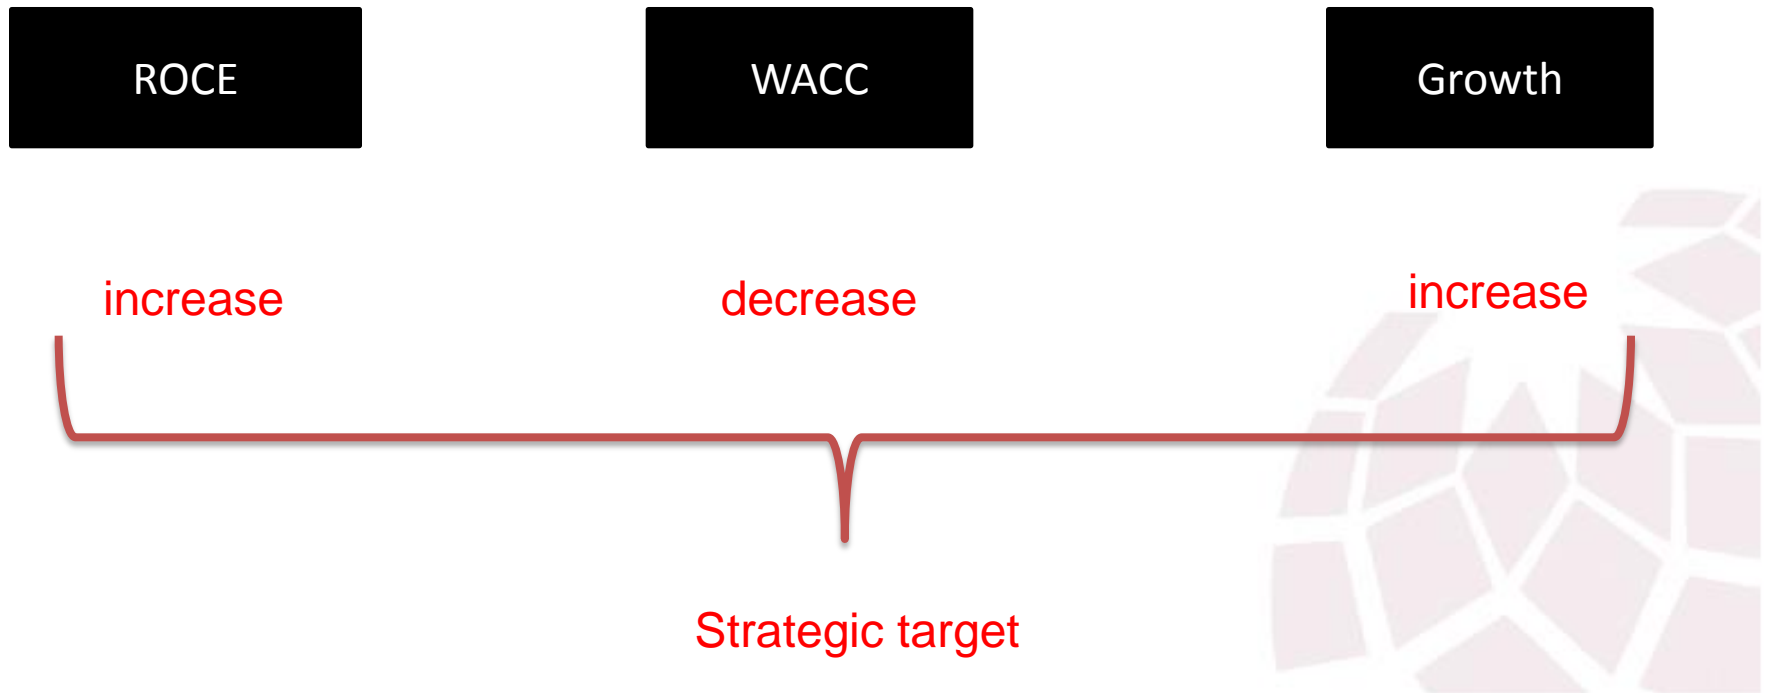 ROCE
WACC
Growth
increase
decrease
increase
Strategic target